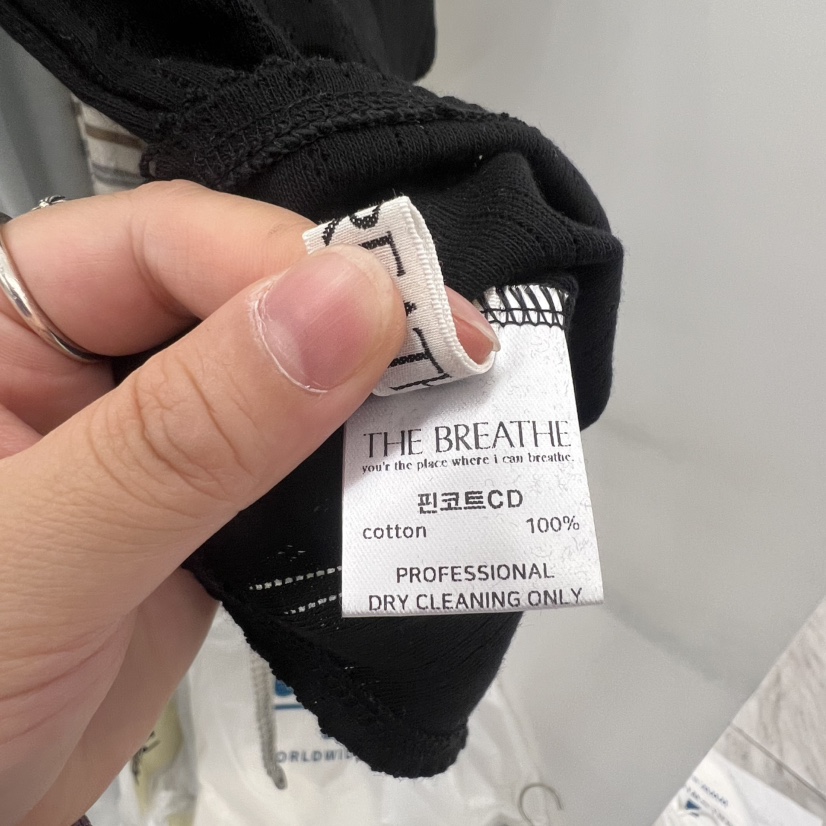 THE BREATHE
you'r the place where i can breathe.
핀코트CD
cotton 100%
PROFESSIONAL
DRY CLEANING ONLY